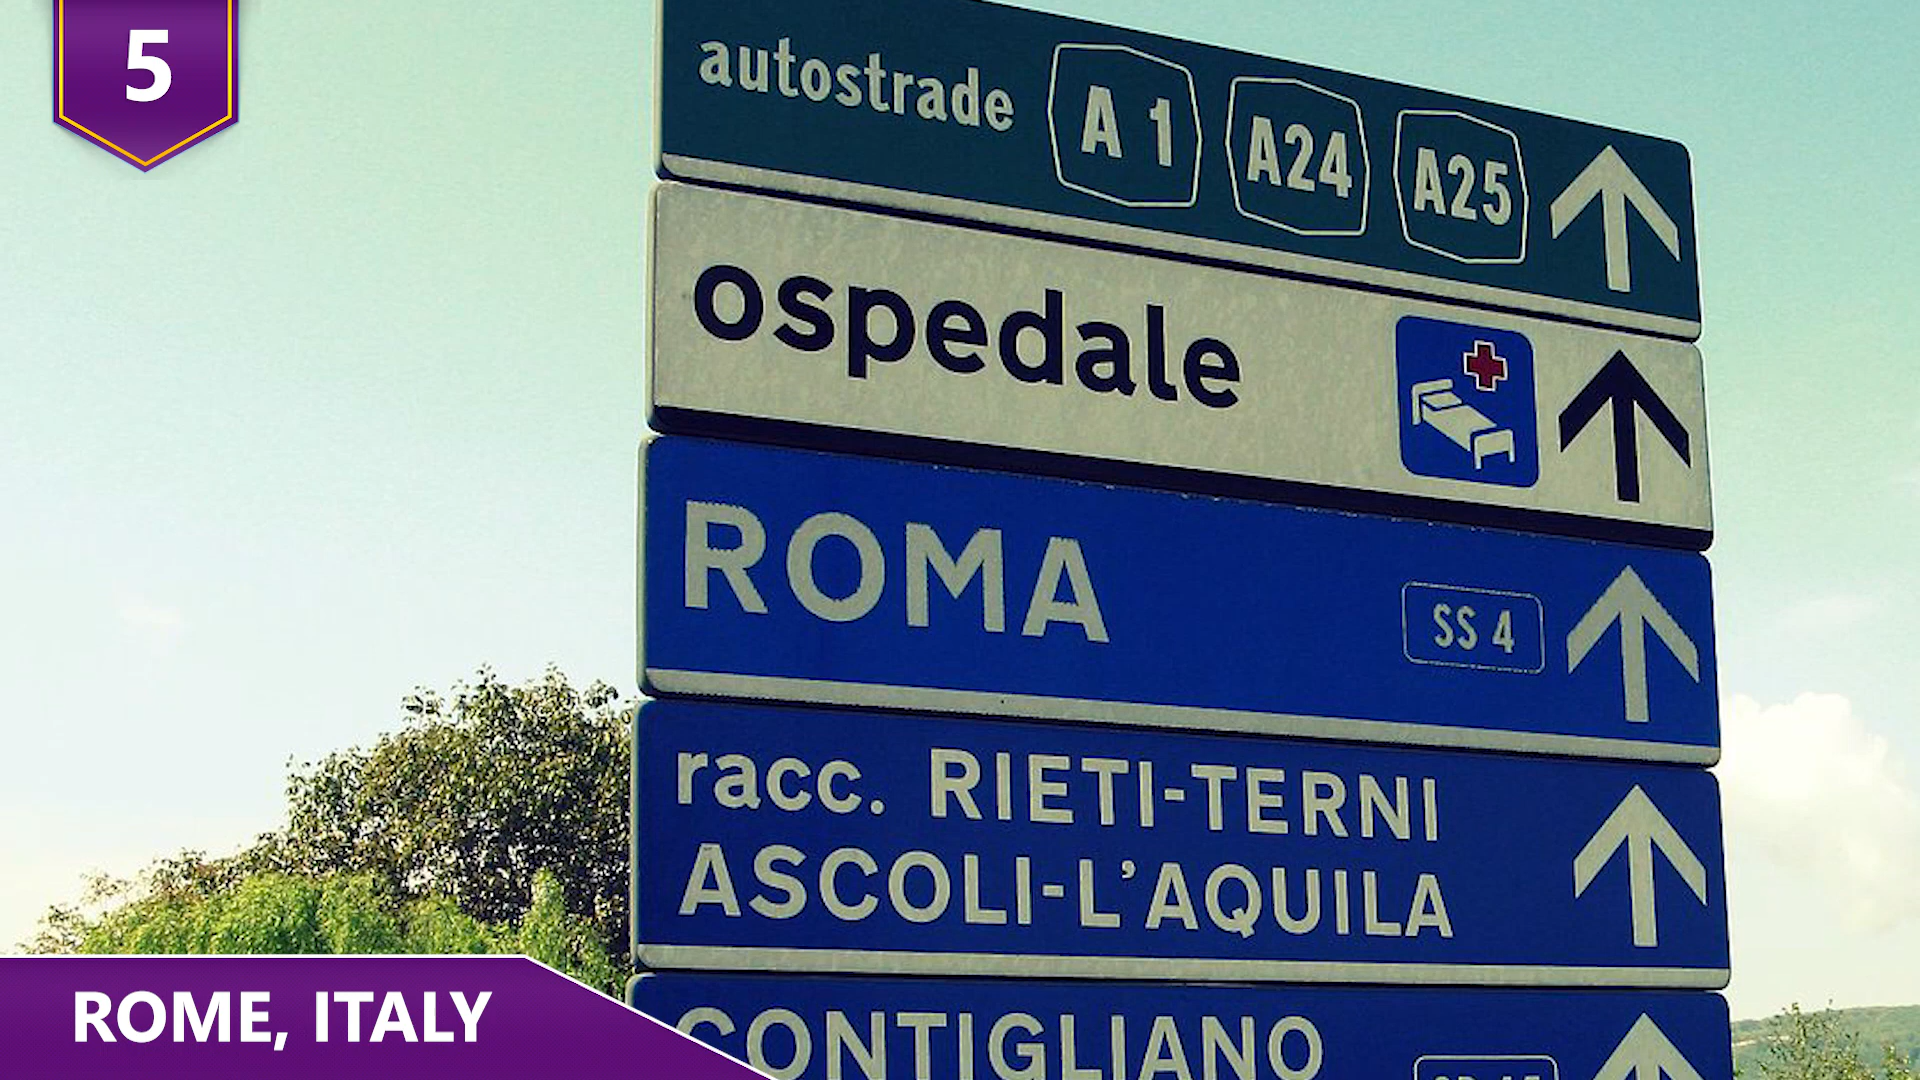 5
autostrade A 1 A24 A25
ospedale
ROMA SS 4
racc. RIETI-TERNI
ASCOLI-L'AQUILA
CONTIGLIANO
ROME, ITALY